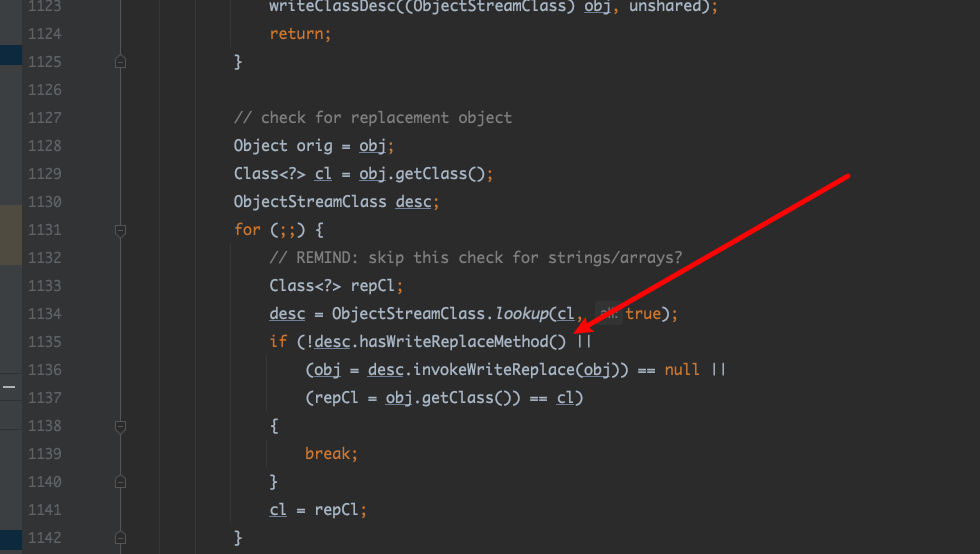 1123 writeClassDesc((ObjectStreamClass) obj, unshared);
1124 return;
1125 }
1126
1127 // check for replacement object
1128 Object orig = obj;
1129 Class<?> cl = obj.getClass();
1130 ObjectStreamClass desc;
1131 for (;;) {
1132 // REMIND: skip this check for strings/arrays?
1133 Class<?> repCl;
1134 desc = ObjectStreamClass.lookup(cl, all: true);
1135 if (!desc.hasWriteReplaceMethod() ||
1136 (obj = desc.invokeWriteReplace(obj)) == null ||
1137 (repCl = obj.getClass()) == cl)
1138 {
1139 break;
1140 }
1141 cl = repCl;
1142 }